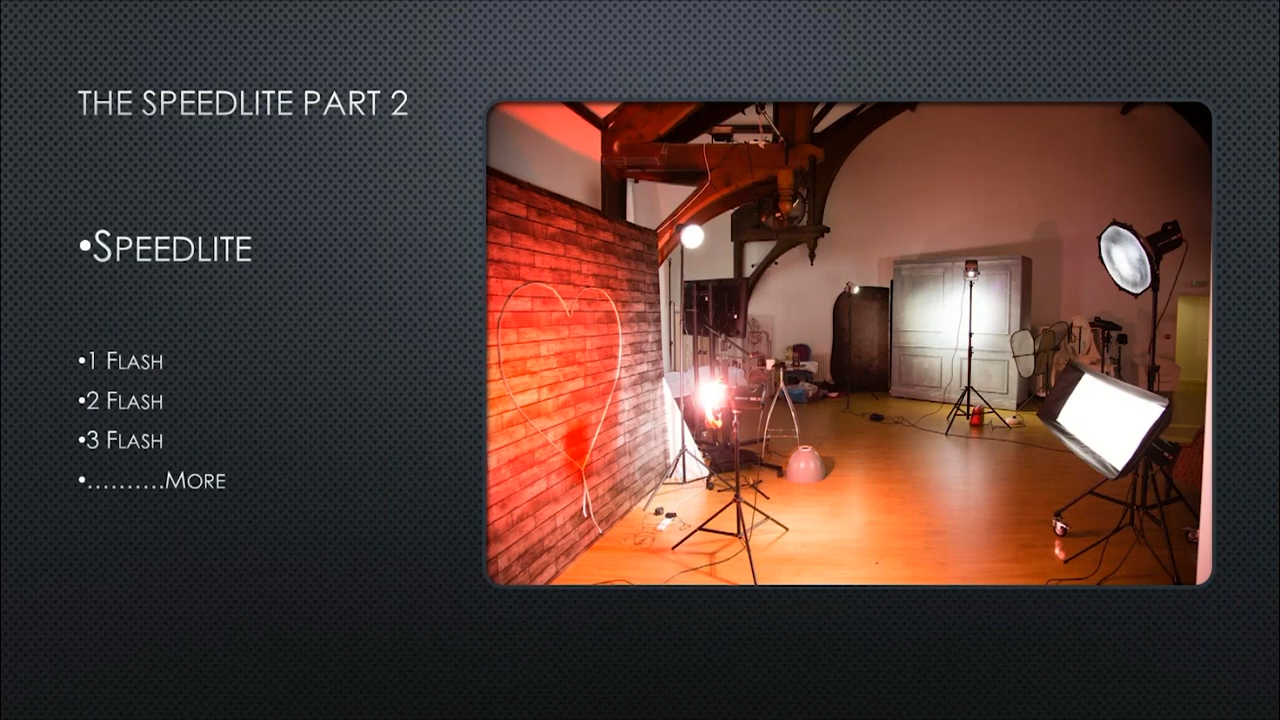 THE SPEEDLITE PART 2
•SPEEDLITE
•1 FLASH
•2 FLASH
•3 FLASH
•..........MORE